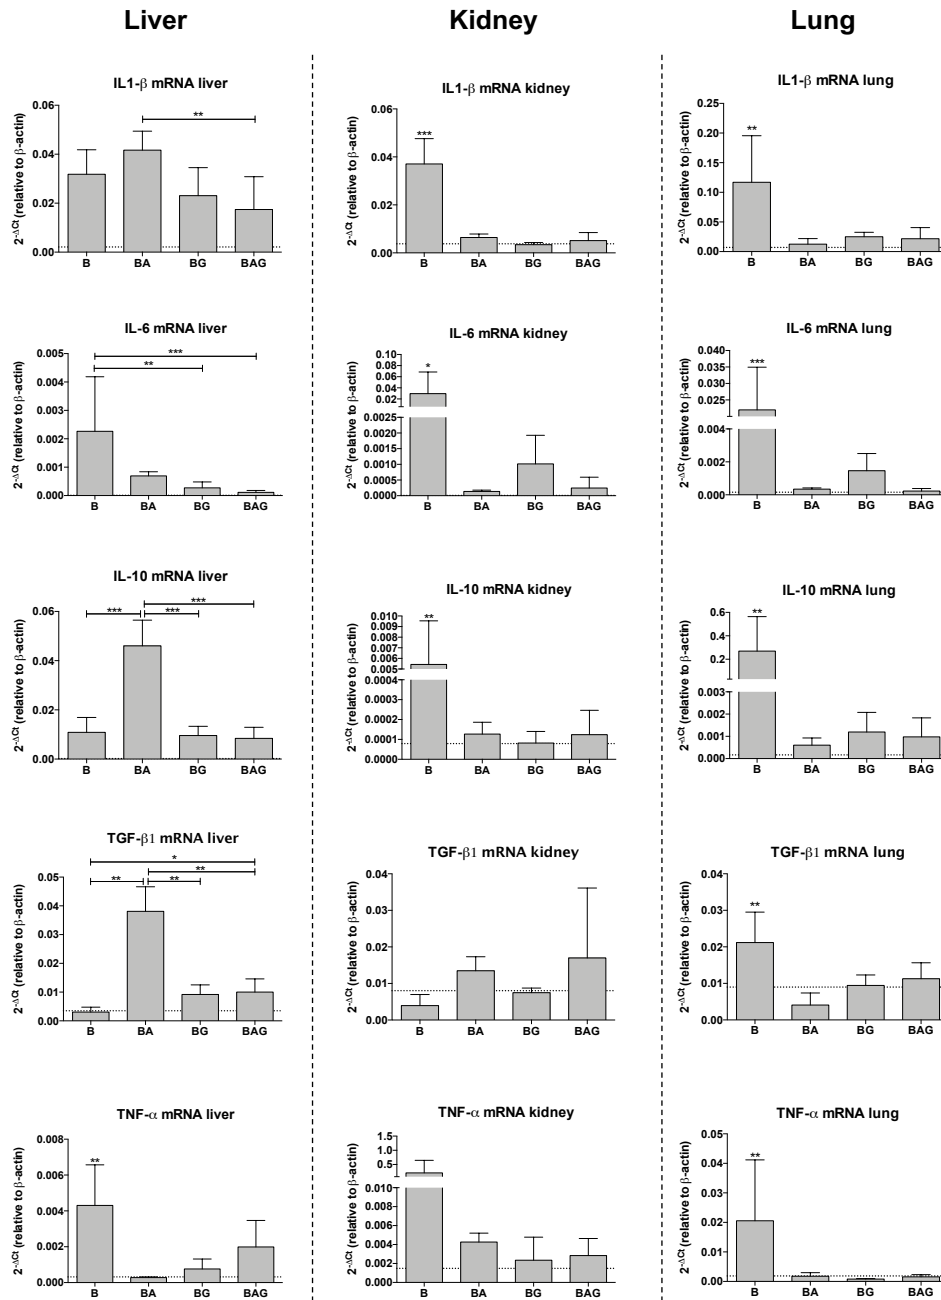 Liver Kidney Lung
IL1-β mRNA liver
2-ΔCt (relative to β-actin)
0.06
**
0.04
0.02
0.00
B BA BG BAG
IL1-β mRNA kidney
2-ΔCt (relative to β-actin)
0.06
***
0.04
0.02
0.00
B BA BG BAG
IL1-β mRNA lung
2-ΔCt (relative to β-actin)
0.25
**
0.20
0.15
0.10
0.05
0.00
B BA BG BAG
IL-6 mRNA liver
2-ΔCt (relative to β-actin)
0.005
***
**
0.004
0.003
0.002
0.001
0.000
B BA BG BAG
IL-6 mRNA kidney
2-ΔCt (relative to β-actin)
0.10
*
0.08
0.06
0.04
0.02
0.0025
0.0020
0.0015
0.0010
0.0005
0.0000
B BA BG BAG
IL-6 mRNA lung
2-ΔCt (relative to β-actin)
0.040
***
0.035
0.030
0.025
0.004
0.002
0.000
B BA BG BAG
IL-10 mRNA liver
2-ΔCt (relative to β-actin)
***
0.06
*** ***
0.04
0.02
0.00
B BA BG BAG
IL-10 mRNA kidney
2-ΔCt (relative to β-actin)
0.010
**
0.009
0.008
0.007
0.006
0.005
0.0004
0.0003
0.0002
0.0001
0.0000
B BA BG BAG
IL-10 mRNA lung
2-ΔCt (relative to β-actin)
0.6
**
0.4
0.2
0.003
0.002
0.001
0.000
B BA BG BAG
TGF-β1 mRNA liver
2-ΔCt (relative to β-actin)
*
**
0.05
** **
0.04
0.03
0.02
0.01
0.00
B BA BG BAG
TGF-β1 mRNA kidney
2-ΔCt (relative to β-actin)
0.04
0.03
0.02
0.01
0.00
B BA BG BAG
TGF-β1 mRNA lung
2-ΔCt (relative to β-actin)
0.04
**
0.03
0.02
0.01
0.00
B BA BG BAG
TNF-α mRNA liver
2-ΔCt (relative to β-actin)
0.008
**
0.006
0.004
0.002
0.000
B BA BG BAG
TNF-α mRNA kidney
2-ΔCt (relative to β-actin)
1.5
1.0
0.5
0.010
0.008
0.006
0.004
0.002
0.000
B BA BG BAG
TNF-α mRNA lung
2-ΔCt (relative to β-actin)
0.05
**
0.04
0.03
0.02
0.01
0.00
B BA BG BAG